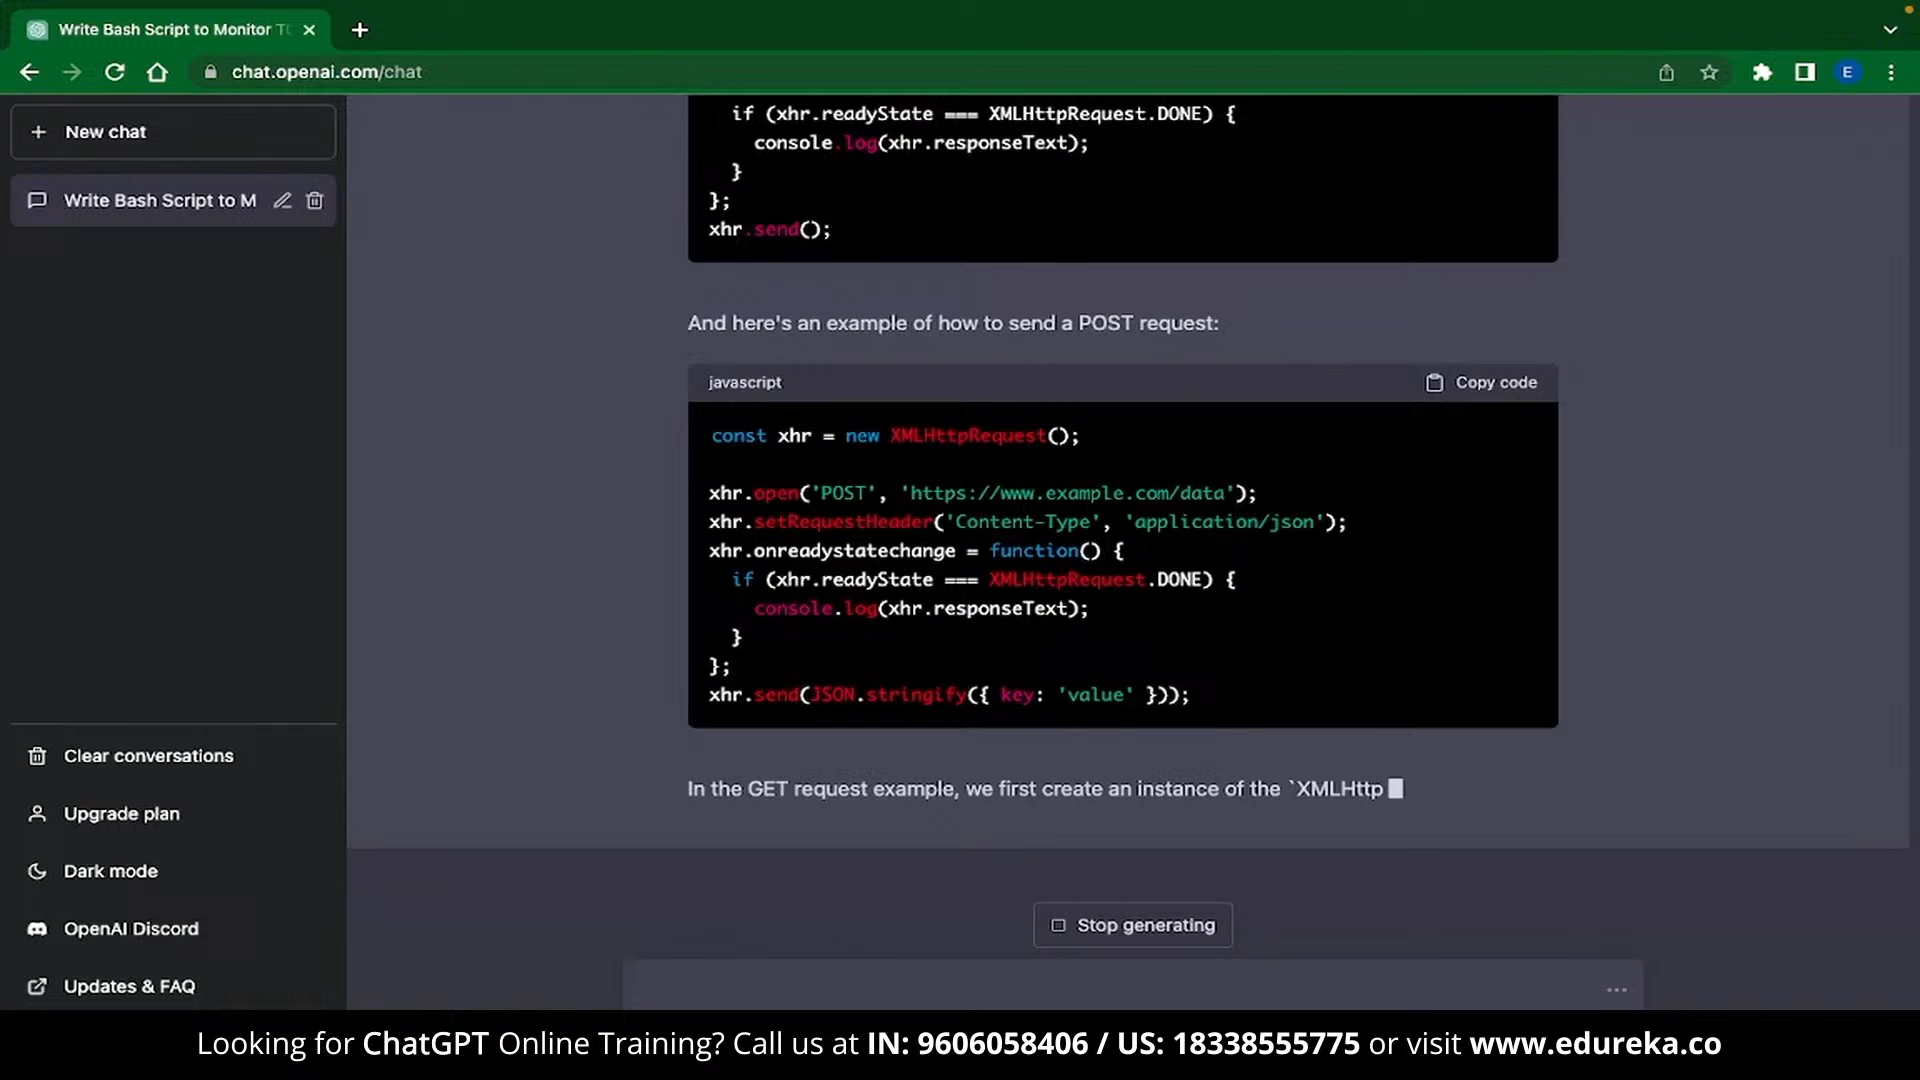 Write Bash Script to Monitor TC
chat.openai.com/chat
E
New chat
Write Bash Script to M
Clear conversations
Upgrade plan
Dark mode
OpenAI Discord
Updates & FAQ
if (xhr.readyState === XMLHttpRequest.DONE) {
console.log(xhr.responseText);
}
};
xhr.send();
And here's an example of how to send a POST request:
javascript
Copy code
const xhr = new XMLHttpRequest();
xhr.open('POST', 'https://www.example.com/data');
xhr.setRequestHeader('Content-Type', 'application/json');
xhr.onreadystatechange = function() {
if (xhr.readyState === XMLHttpRequest.DONE) {
console.log(xhr.responseText);
}
};
xhr.send(JSON.stringify({ key: 'value' }));
In the GET request example, we first create an instance of the `XMLHttp
Stop generating
Looking for ChatGPT Online Training? Call us at IN: 9606058406 / US: 18338555775 or visit www.edureka.co